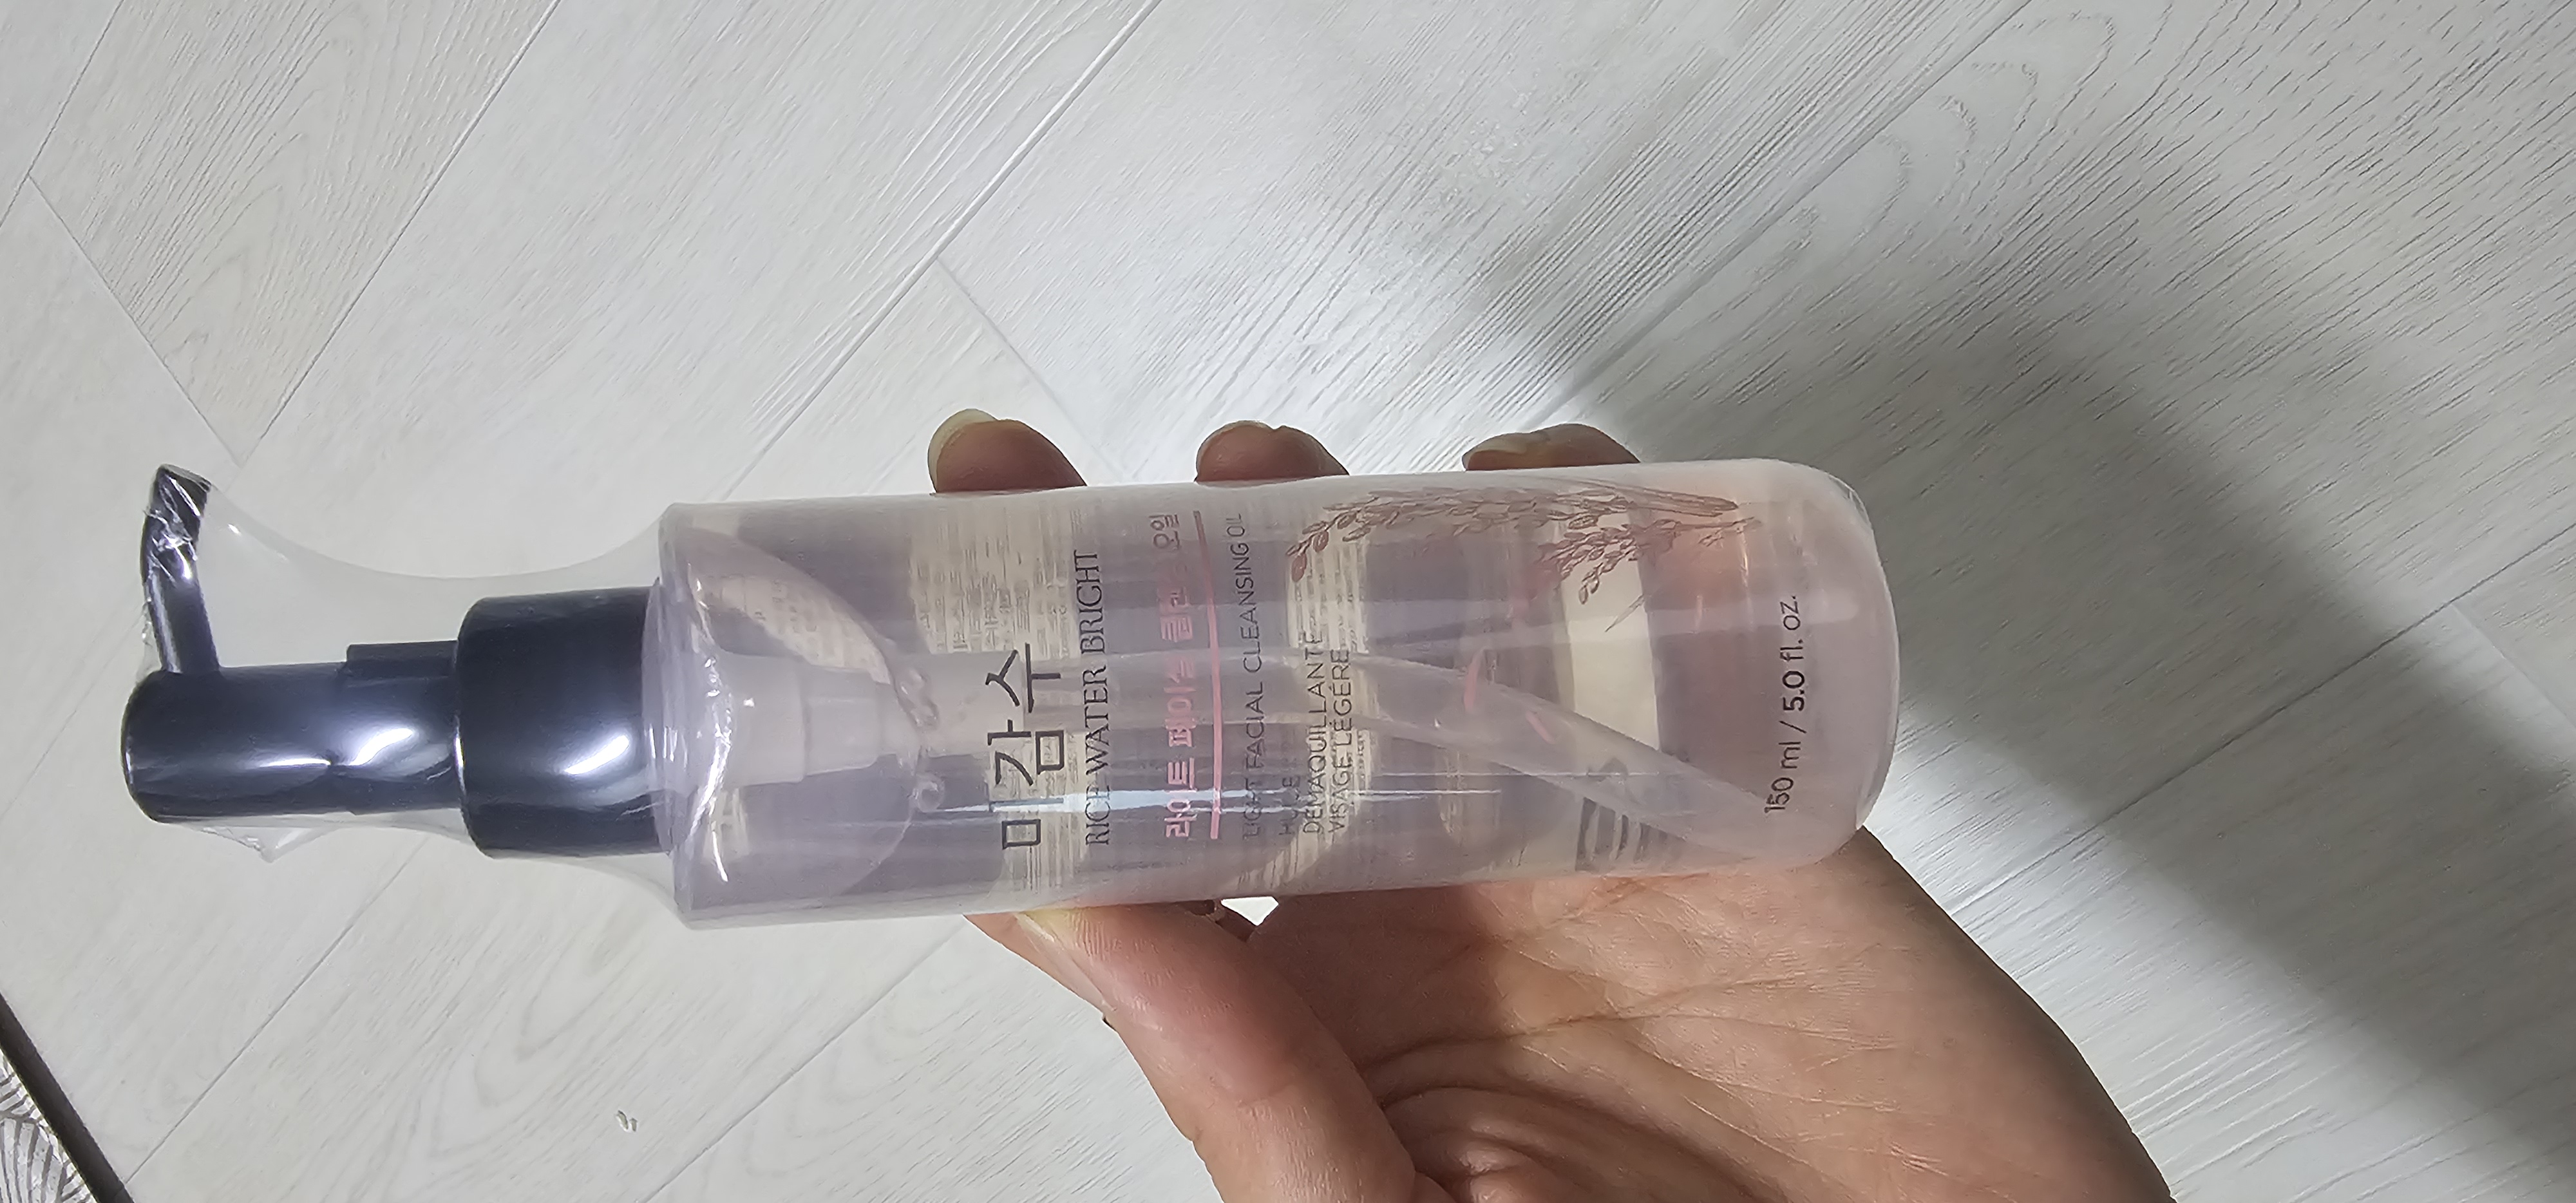 미감수
RICE WATER BRIGHT
라이트 페이스 클렌징 오일
LIGHT FACIAL CLEANSING OIL
HUILE
DÉMAQUILLANTE
VISAGE LÉGÈRE
150 ml / 5.0 fl. oz.